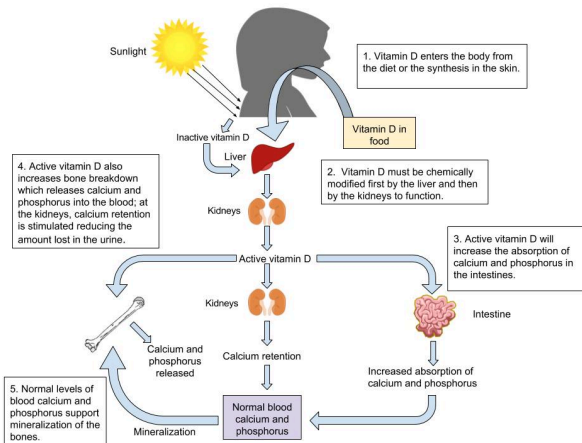 Sunlight
1. Vitamin D enters the body from
the diet or the synthesis in the skin.
Inactive vitamin D
Vitamin D in
food
Liver
2. Vitamin D must be chemically
modified first by the liver and then
by the kidneys to function.
4. Active vitamin D also
increases bone breakdown
which releases calcium and
phosphorus into the blood; at
the kidneys, calcium retention
is stimulated reducing the
amount lost in the urine.
Kidneys
3. Active vitamin D will
increase the absorption of
calcium and phosphorus in
the intestines.
Active vitamin D
Kidneys
Intestine
Calcium and
phosphorus
released
Calcium retention
Increased absorption of
calcium and phosphorus
5. Normal levels of
blood calcium and
phosphorus support
mineralization of the
bones.
Mineralization
Normal blood
calcium and
phosphorus